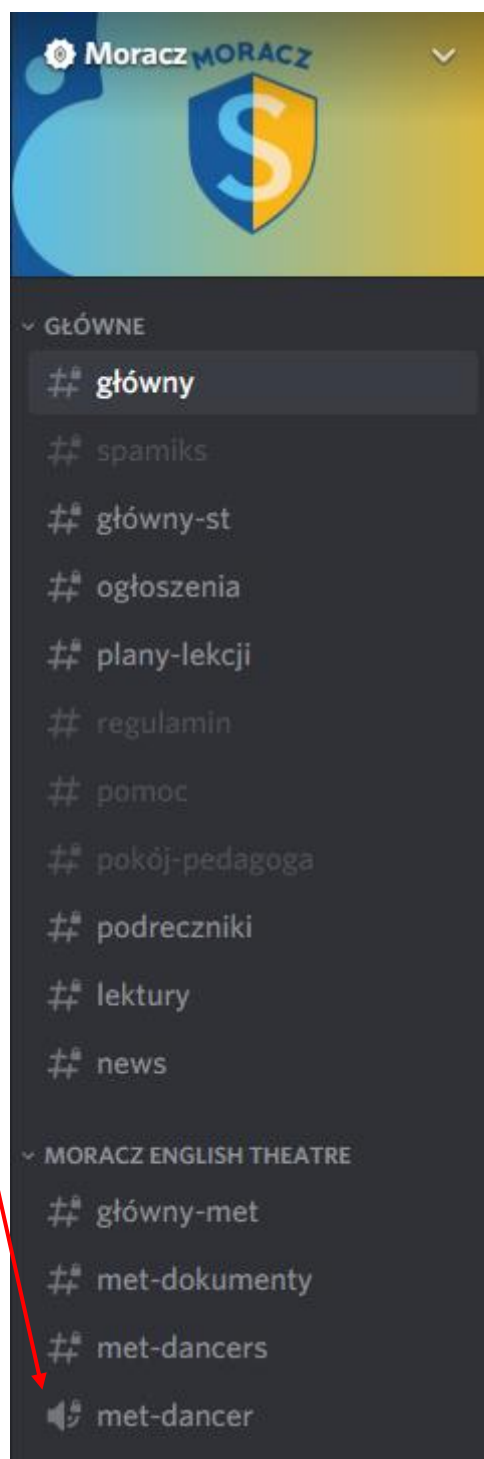 Moracz
MORACZ
S
GŁÓWNE
główny
spamiks
główny-st
ogłoszenia
plany-lekcji
regulamin
pomoc
pokój-pedagoga
podreczniki
lektury
news
MORACZ ENGLISH THEATRE
główny-met
met-dokumenty
met-dancers
met-dancer